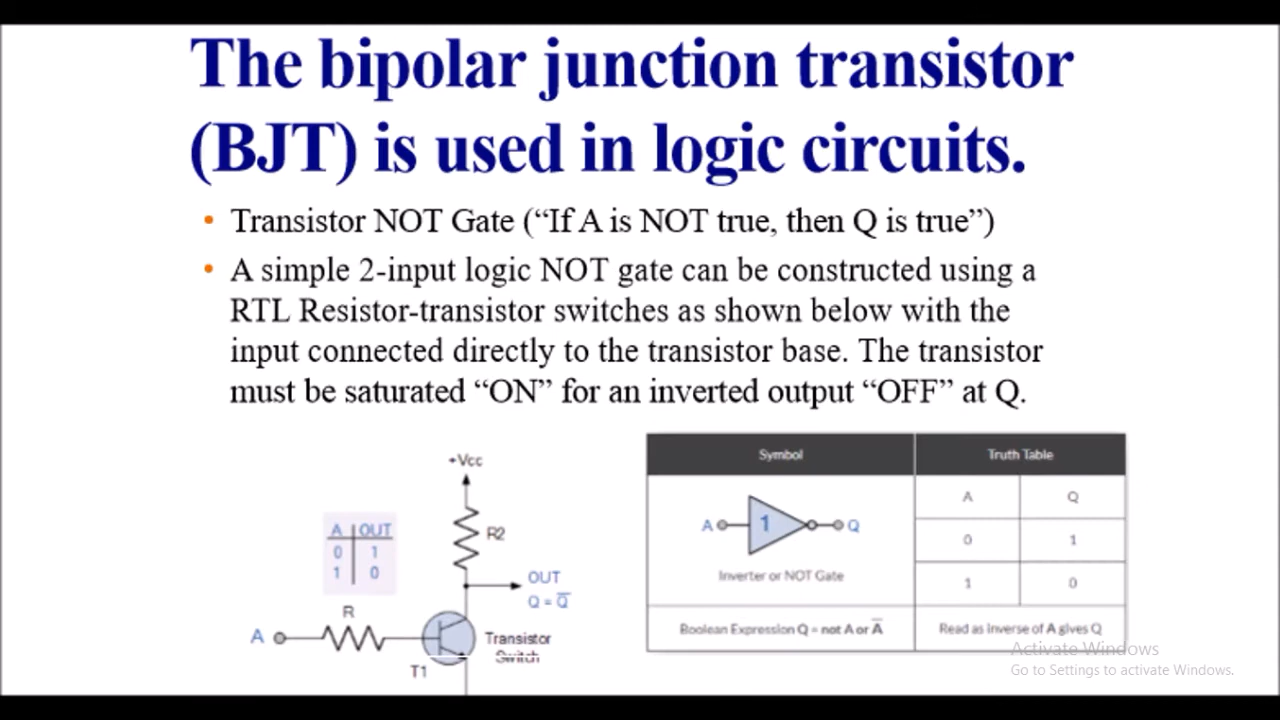 The bipolar junction transistor
(BJT) is used in logic circuits.
• Transistor NOT Gate (“If A is NOT true, then Q is true”)
• A simple 2-input logic NOT gate can be constructed using a
RTL Resistor-transistor switches as shown below with the
input connected directly to the transistor base. The transistor
must be saturated “ON” for an inverted output “OFF” at Q.
+Vcc
A OUT
0 1
1 0
R2
OUT
Q = Q̅
R
A
Transistor
Switch
T1
Symbol
Truth Table
A 1 Q
Inverter or NOT Gate
A Q
0 1
1 0
Boolean Expression Q = not A or A̅
Read as inverse of A gives Q
Activate Windows
Go to Settings to activate Windows.